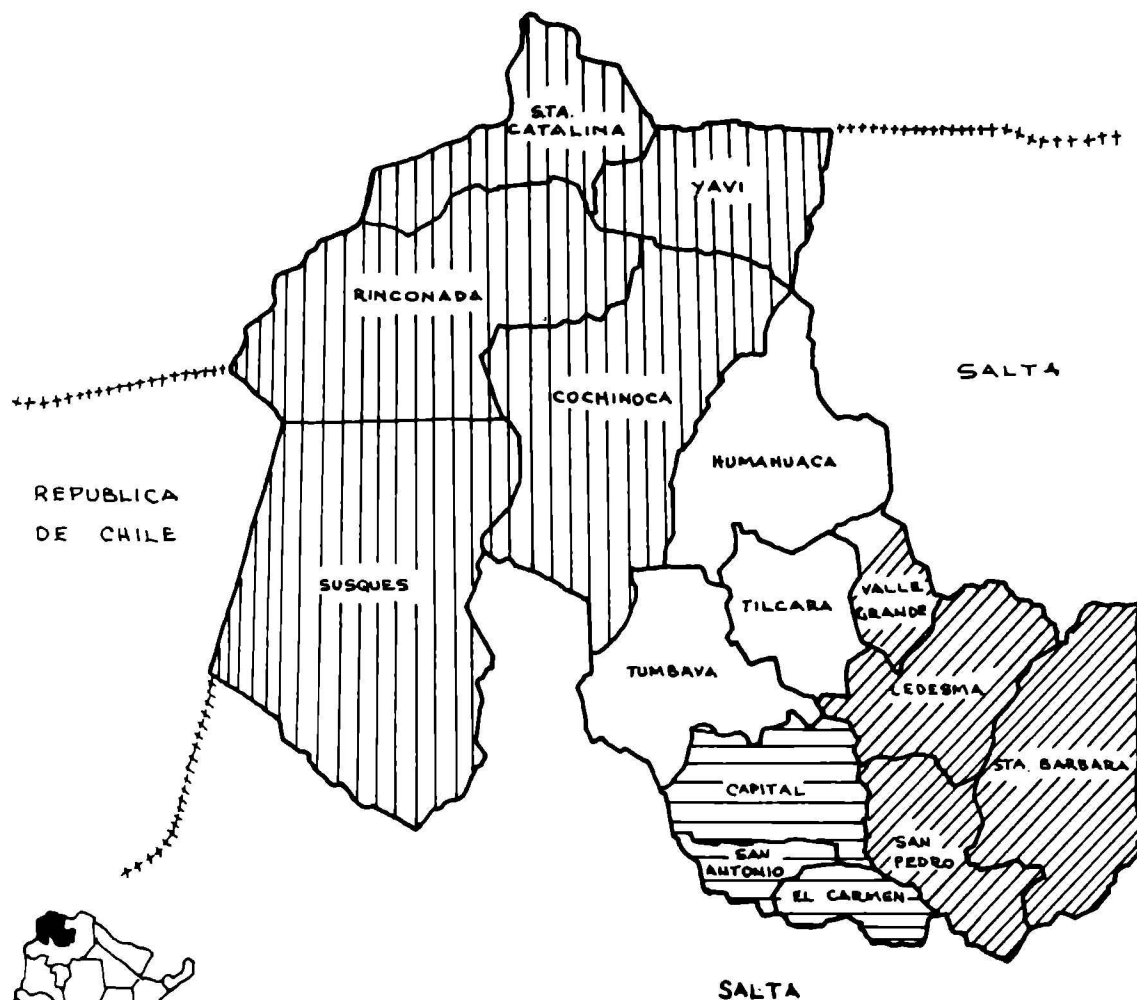 STA.
CATALINA
YAVI
RINCONADA
SALTA
COCHINOCA
HUMAHUACA
REPUBLICA
DE CHILE
SUSQUES
TILCARA
VALLE
GRANDE
TUMBAYA
LEDESMA
STA. BARBARA
CAPITAL
SAN
PEDRO
SAN
ANTONIO
EL CARMEN
SALTA